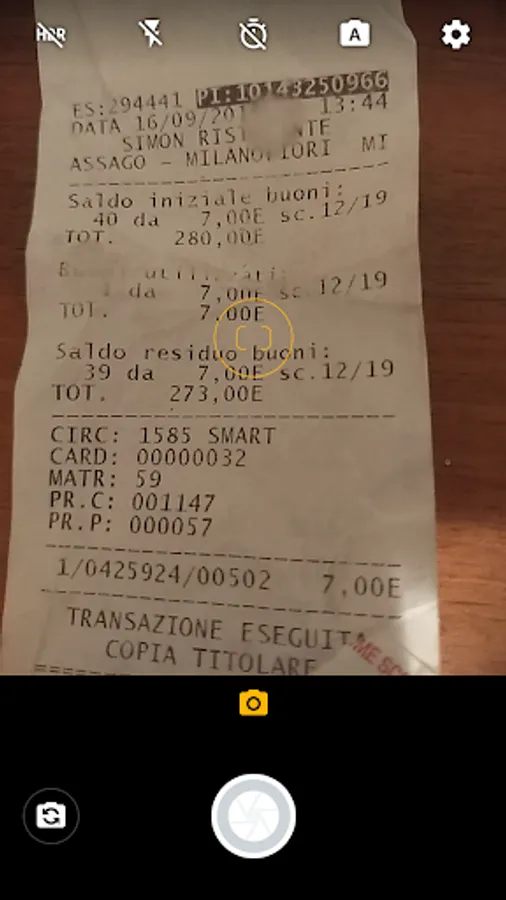 HDR
A
ES:294441 PI:10143250966
DATA 16/09/201 13:44
SIMON
ASSAGO - MILANOFIORI MI
Saldo iniziale buoni:
40 da 7,00E sc.12/19
TOT. 280,00E
da 7,00E sc.12/19
TOT. 7,00E
Saldo residuo buoni:
39 da 7,00E sc.12/19
TOT. 273,00E
CIRC: 1585 SMART
CARD: 00000032
MATR: 59
PR.C: 001147
PR.P: 000057
1/0425924/00502 7,00E
TRANSAZIONE ESEGUITA
COPIA TITOLARE